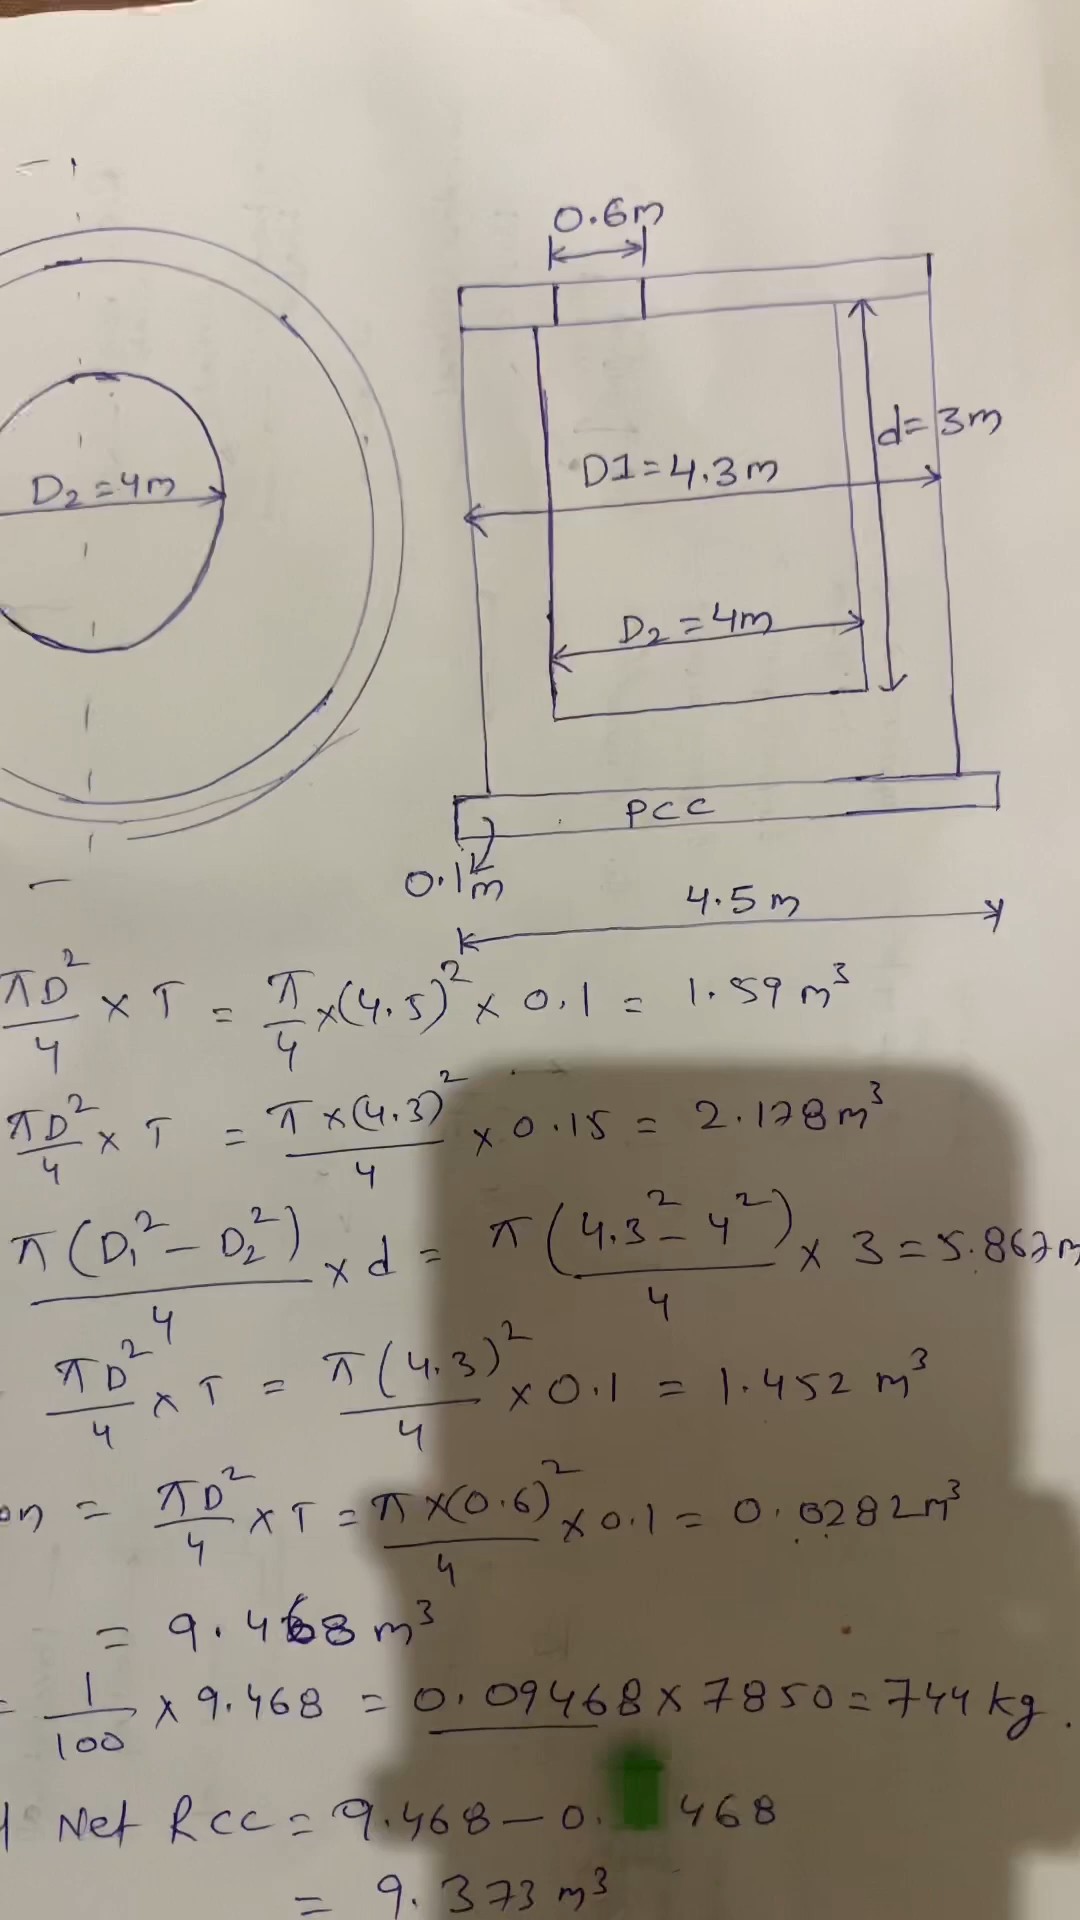 0.6m
D₂ = 4m
d = 3m
D1 = 4.3m
D₂ = 4m
PCC
0.1m
4.5 m
πD²/4 × T = π/4 × (4.5)² × 0.1 = 1.59 m³
πD²/4 × T = π × (4.3)²/4 × 0.15 = 2.178 m³
π(D₁² − D₂²)/4 × d = π(4.3² − 4²)/4 × 3 = 5.867m
πD²/4 × T = π(4.3)²/4 × 0.1 = 1.452 m³
on = πD²/4 × T = π×(0.6)²/4 × 0.1 = 0.0282 m³
= 9.468 m³
= 1/100 × 9.468 = 0.09468 × 7850 = 744 kg.
Net RCC = 9.468 − 0. 468
= 9.373 m³